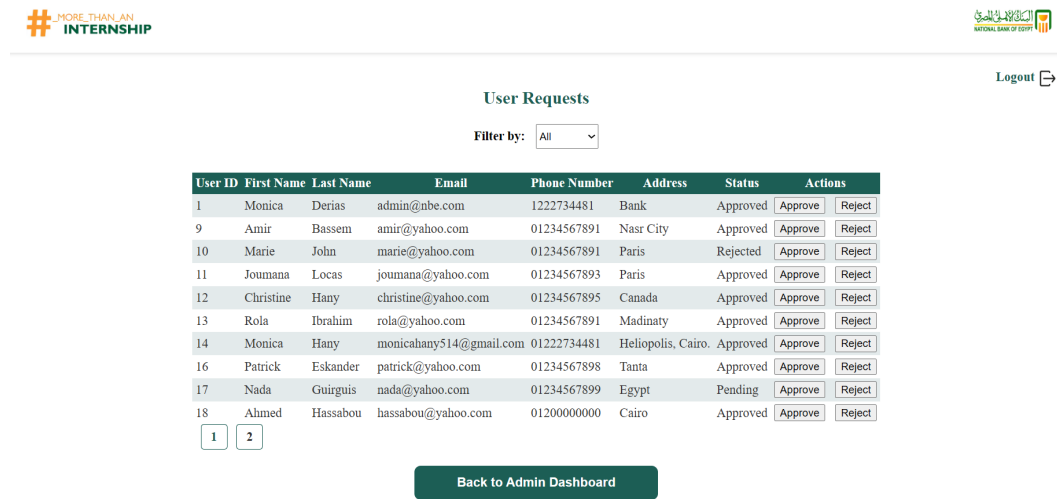 #MORE_THAN_AN
INTERNSHIP
البنك الأهلي المصري
NATIONAL BANK OF EGYPT
Logout
User Requests
Filter by: All
User ID First Name Last Name Email Phone Number Address Status Actions
1 Monica Derias admin@nbe.com 1222734481 Bank Approved Approve Reject
9 Amir Bassem amir@yahoo.com 01234567891 Nasr City Approved Approve Reject
10 Marie John marie@yahoo.com 01234567891 Paris Rejected Approve Reject
11 Joumana Locas joumana@yahoo.com 01234567893 Paris Approved Approve Reject
12 Christine Hany christine@yahoo.com 01234567895 Canada Approved Approve Reject
13 Rola Ibrahim rola@yahoo.com 01234567891 Madinaty Approved Approve Reject
14 Monica Hany monicahany514@gmail.com 01222734481 Heliopolis, Cairo. Approved Approve Reject
16 Patrick Eskander patrick@yahoo.com 01234567898 Tanta Approved Approve Reject
17 Nada Guirguis nada@yahoo.com 01234567899 Egypt Pending Approve Reject
18 Ahmed Hassabou hassabou@yahoo.com 01200000000 Cairo Approved Approve Reject
1 2
Back to Admin Dashboard